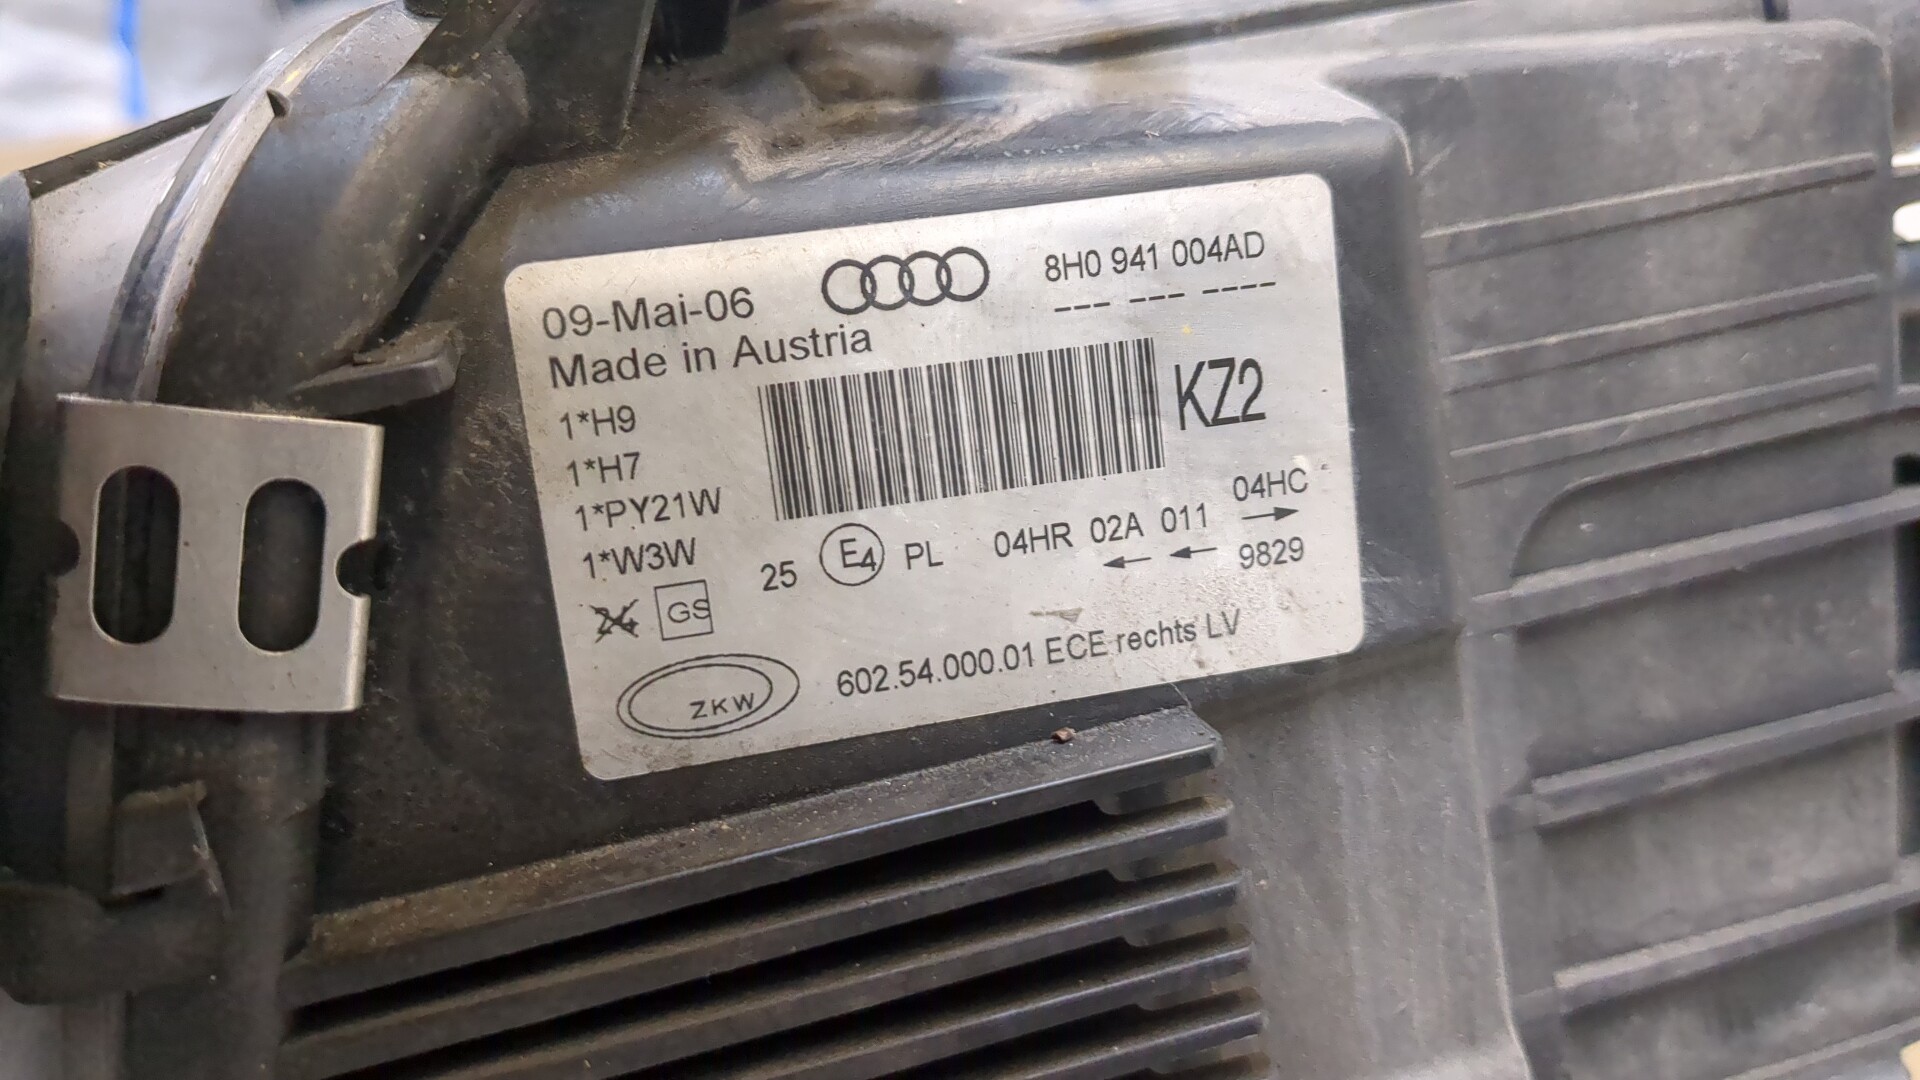 09-Mai-06
8H0 941 004AD
--- --- ----
Made in Austria
1*H9
1*H7
1*PY21W
1*W3W
KZ2
04HC
25 E4 PL 04HR 02A 011
9829
GS
ZKW
602.54.000.01 ECE rechts LV